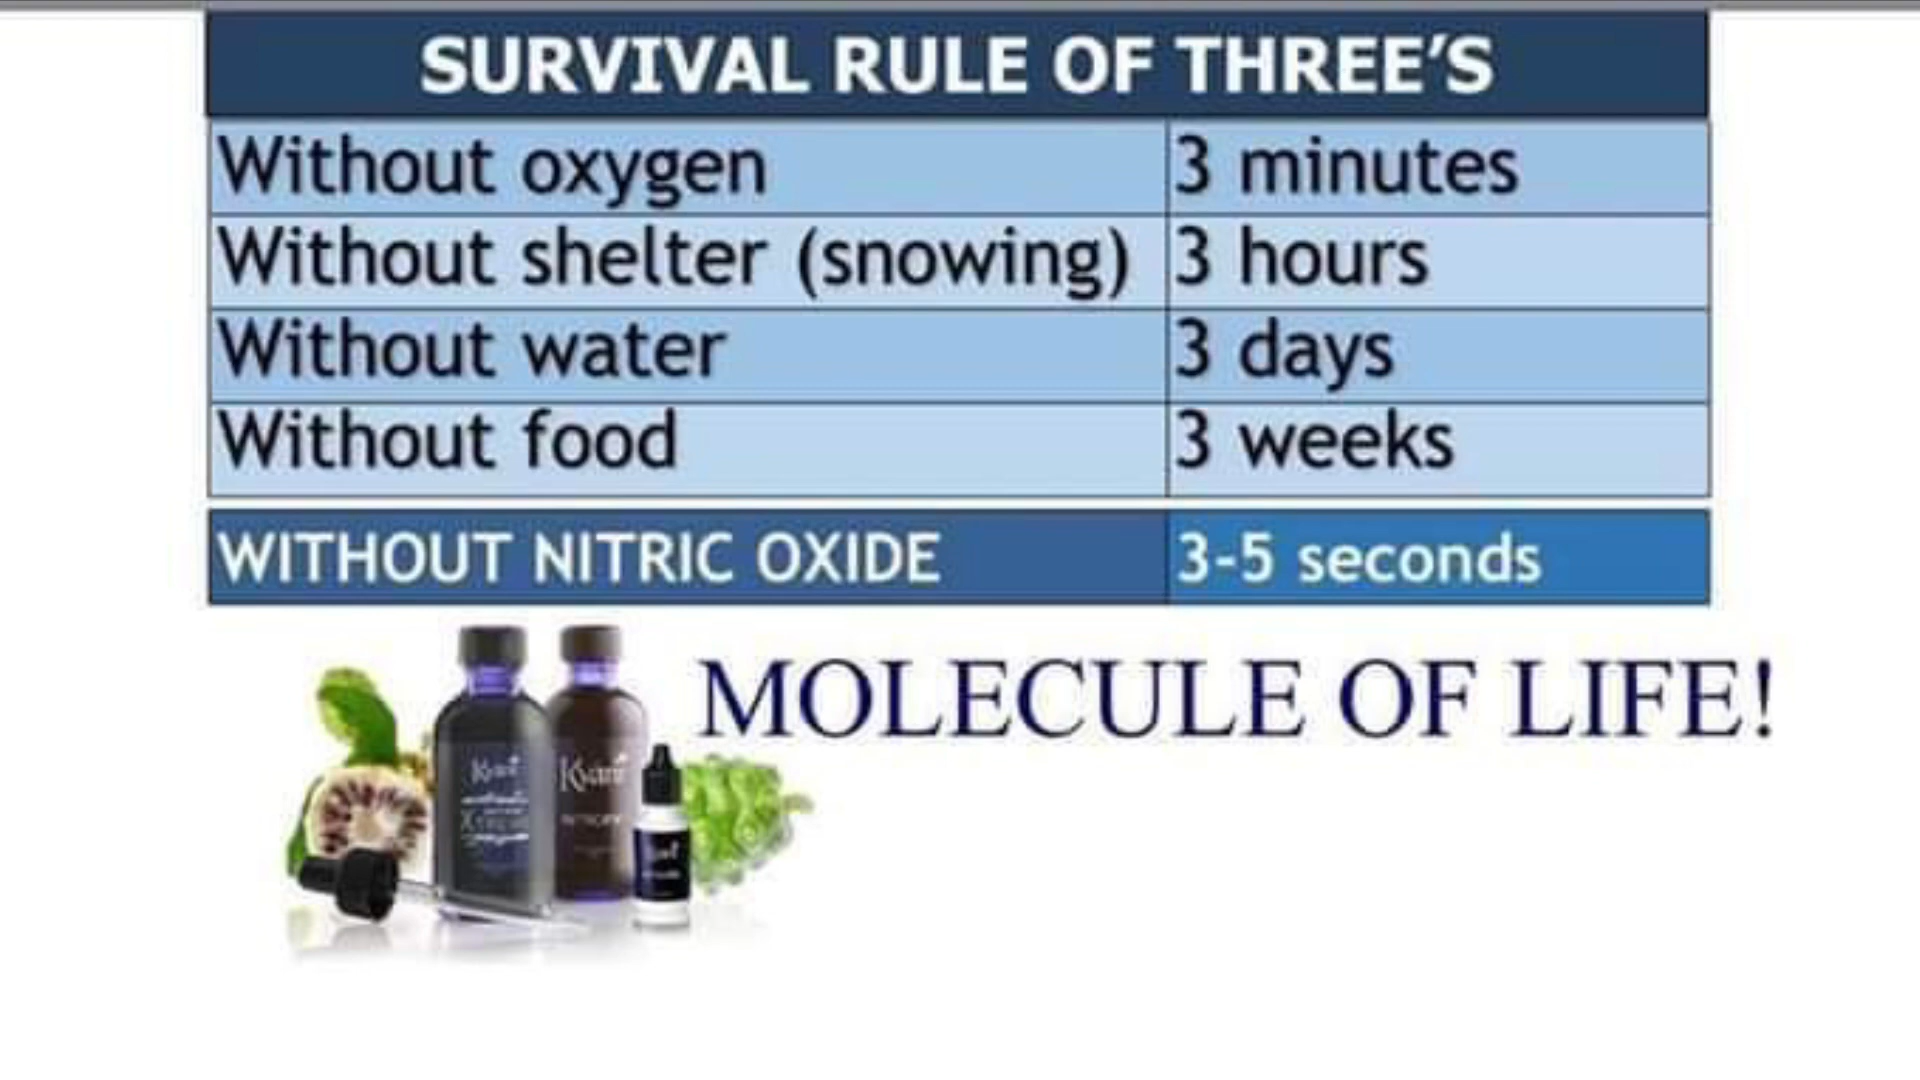 SURVIVAL RULE OF THREE'S
Without oxygen 3 minutes
Without shelter (snowing) 3 hours
Without water 3 days
Without food 3 weeks
WITHOUT NITRIC OXIDE 3-5 seconds
MOLECULE OF LIFE!
Kyani Kyani